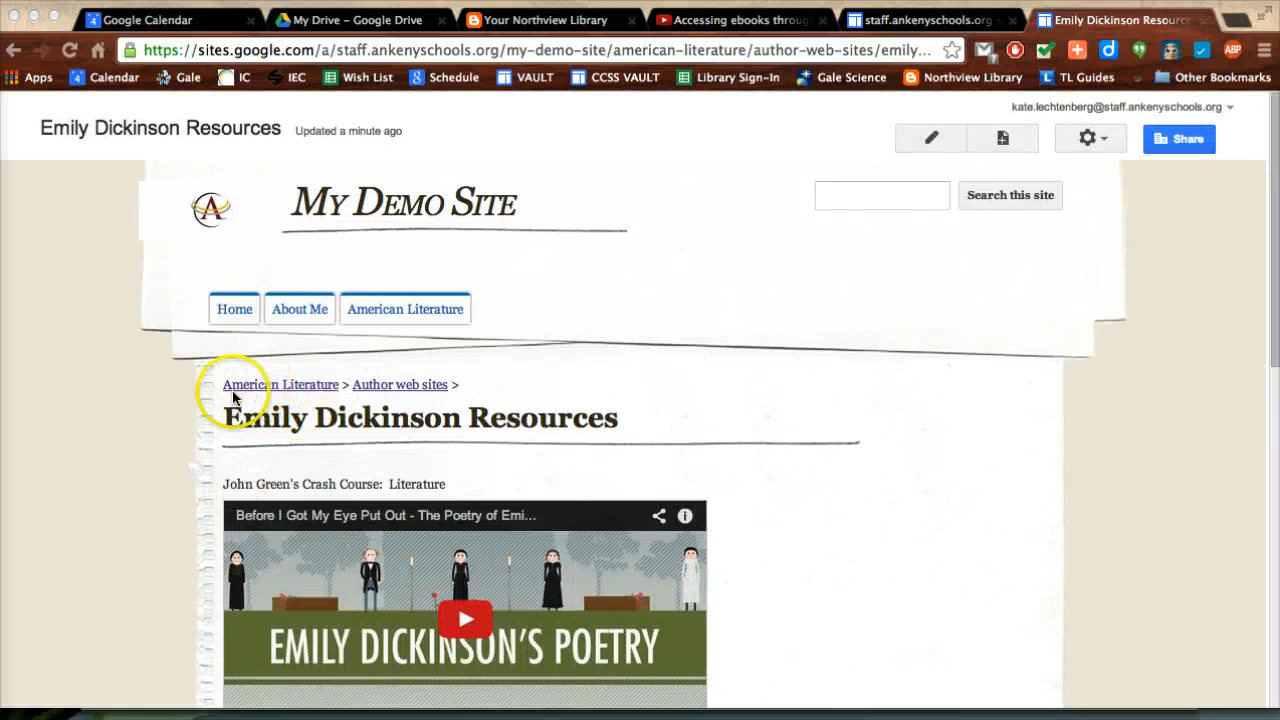 Google Calendar
My Drive – Google Drive
Your Northview Library
Accessing ebooks throug
staff.ankenyschools.org
Emily Dickinson Resourc
https://sites.google.com/a/staff.ankenyschools.org/my-demo-site/american-literature/author-web-sites/emily...
Apps
4 Calendar
Gale
IC
IEC
Wish List
Schedule
VAULT
CCSS VAULT
Library Sign-In
Gale Science
Northview Library
TL Guides
»
Other Bookmarks
kate.lechtenberg@staff.ankenyschools.org
Emily Dickinson Resources Updated a minute ago
Share
A
MY DEMO SITE
Search this site
Home
About Me
American Literature
American Literature > Author web sites >
Emily Dickinson Resources
John Green's Crash Course: Literature
Before I Got My Eye Put Out - The Poetry of Emi...
EMILY DICKINSON'S POETRY